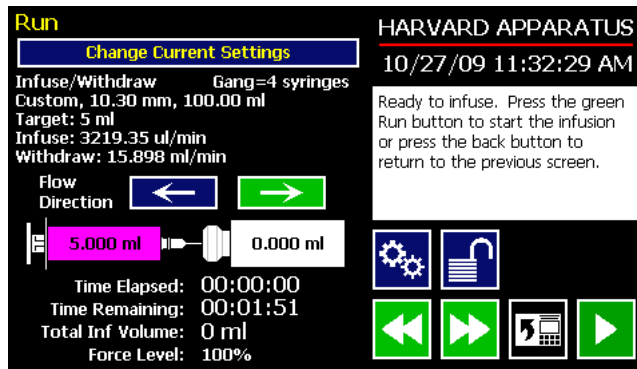 Run
Change Current Settings
Infuse/Withdraw Gang=4 syringes
Custom, 10.30 mm, 100.00 ml
Target: 5 ml
Infuse: 3219.35 ul/min
Withdraw: 15.898 ml/min
Flow
Direction
5.000 ml
0.000 ml
Time Elapsed: 00:00:00
Time Remaining: 00:01:51
Total Inf Volume: 0 ml
Force Level: 100%
HARVARD APPARATUS
10/27/09 11:32:29 AM
Ready to infuse. Press the green
Run button to start the infusion
or press the back button to
return to the previous screen.